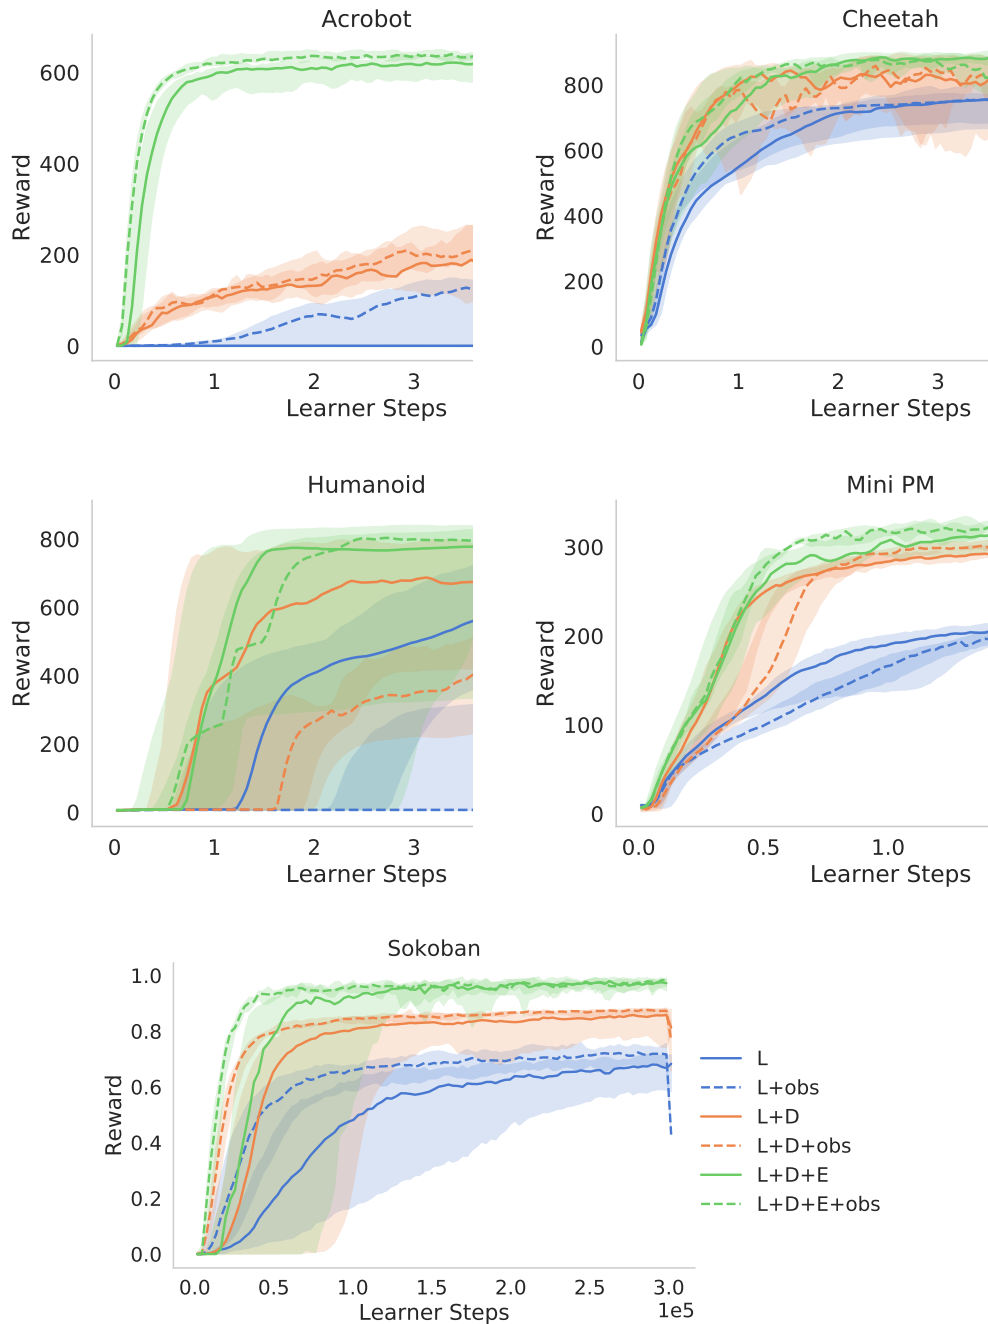 Acrobot
600
400
200
0
Reward
0 1 2 3
Learner Steps
Cheetah
800
600
400
200
0
Reward
0 1 2 3
Learner Steps
Humanoid
800
600
400
200
0
Reward
0 1 2 3
Learner Steps
Mini PM
300
200
100
0
Reward
0.0 0.5 1.0
Learner Steps
Sokoban
1.0
0.8
0.6
0.4
0.2
0.0
Reward
0.0 0.5 1.0 1.5 2.0 2.5 3.0
1e5
Learner Steps
L
L+obs
L+D
L+D+obs
L+D+E
L+D+E+obs